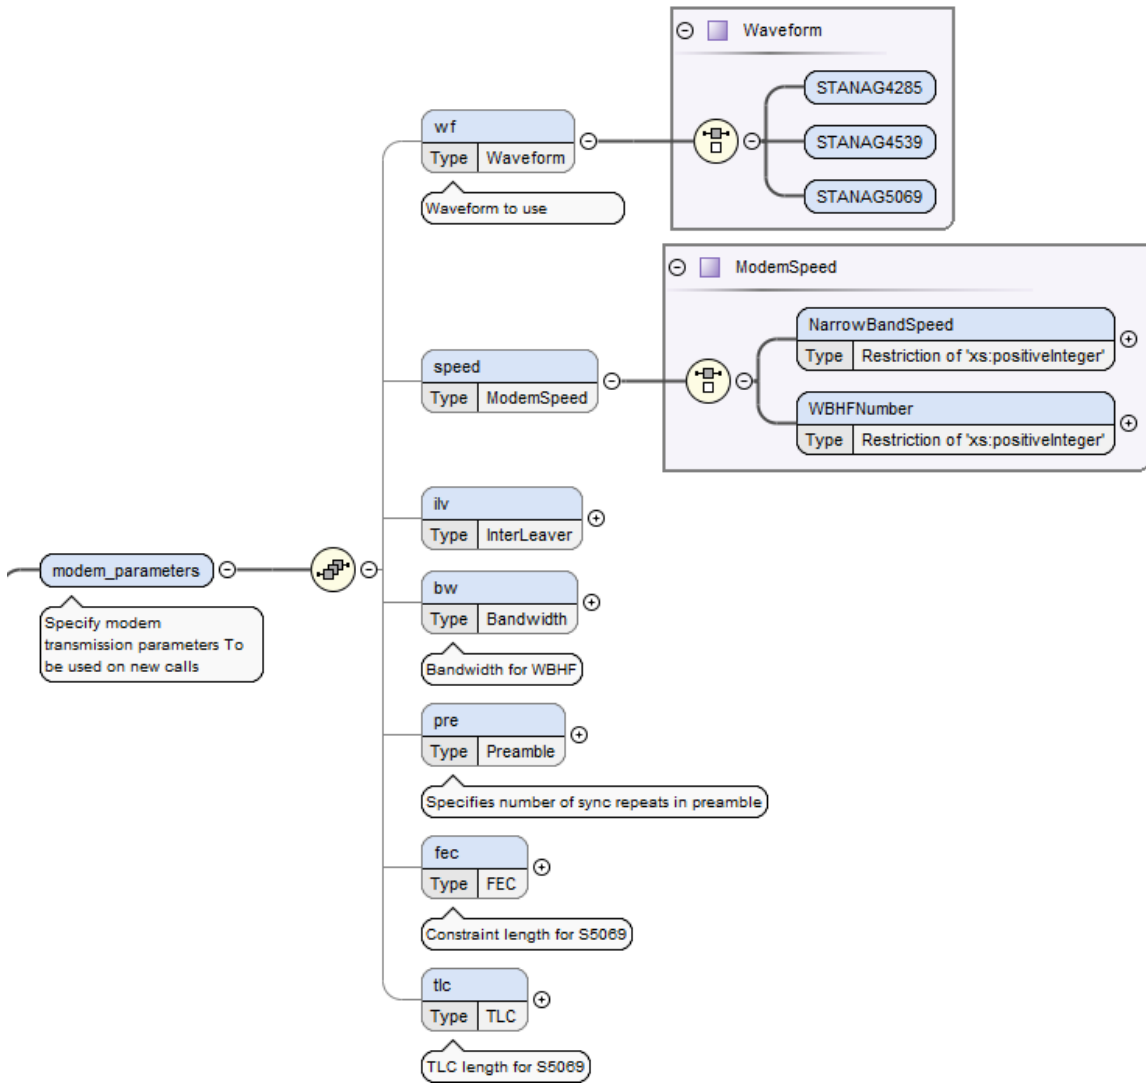 Waveform
STANAG4285
STANAG4539
STANAG5069
wf
Type Waveform
Waveform to use
ModemSpeed
NarrowBandSpeed
Type Restriction of 'xs:positiveInteger'
WBHFNumber
Type Restriction of 'xs:positiveInteger'
speed
Type ModemSpeed
ilv
Type InterLeaver
modem_parameters
Specify modem
transmission parameters To
be used on new calls
bw
Type Bandwidth
Bandwidth for WBHF
pre
Type Preamble
Specifies number of sync repeats in preamble
fec
Type FEC
Constraint length for S5069
tlc
Type TLC
TLC length for S5069